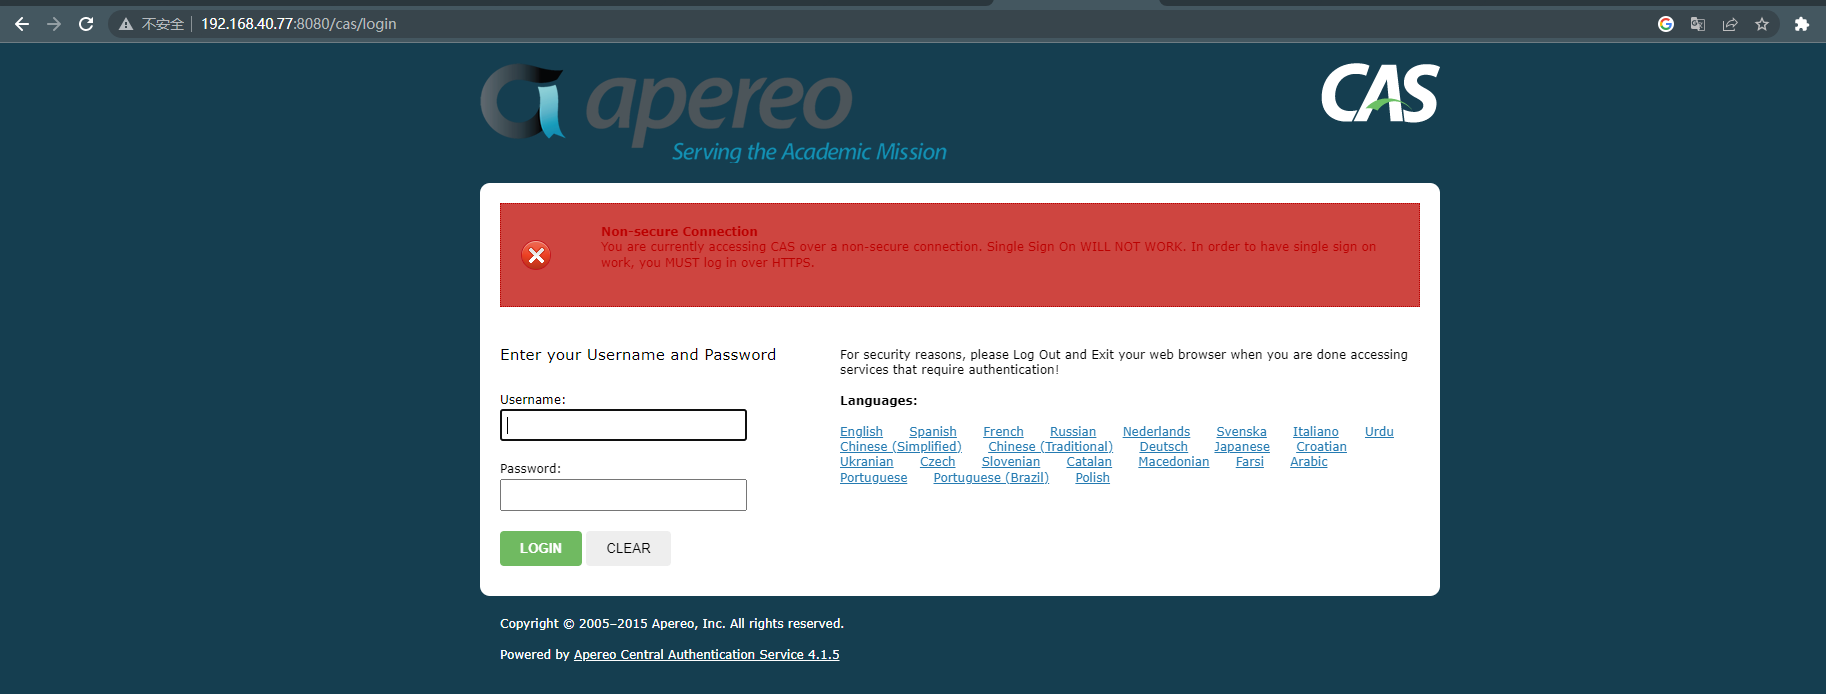 不安全 192.168.40.77:8080/cas/login
apereo
Serving the Academic Mission
CAS
Non-secure Connection
You are currently accessing CAS over a non-secure connection. Single Sign On WILL NOT WORK. In order to have single sign on
work, you MUST log in over HTTPS.
Enter your Username and Password
Username:
Password:
LOGIN CLEAR
For security reasons, please Log Out and Exit your web browser when you are done accessing
services that require authentication!
Languages:
English Spanish French Russian Nederlands Svenska Italiano Urdu
Chinese (Simplified) Chinese (Traditional) Deutsch Japanese Croatian
Ukranian Czech Slovenian Catalan Macedonian Farsi Arabic
Portuguese Portuguese (Brazil) Polish
Copyright © 2005–2015 Apereo, Inc. All rights reserved.
Powered by Apereo Central Authentication Service 4.1.5